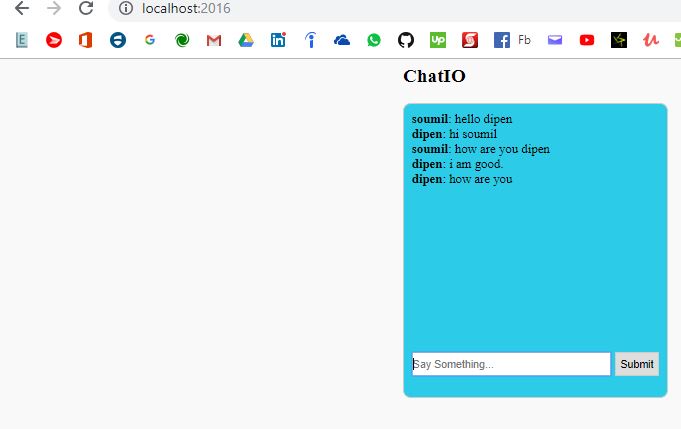 localhost:2016
Fb
ChatIO
soumil: hello dipen
dipen: hi soumil
soumil: how are you dipen
dipen: i am good.
dipen: how are you
Say Something... Submit